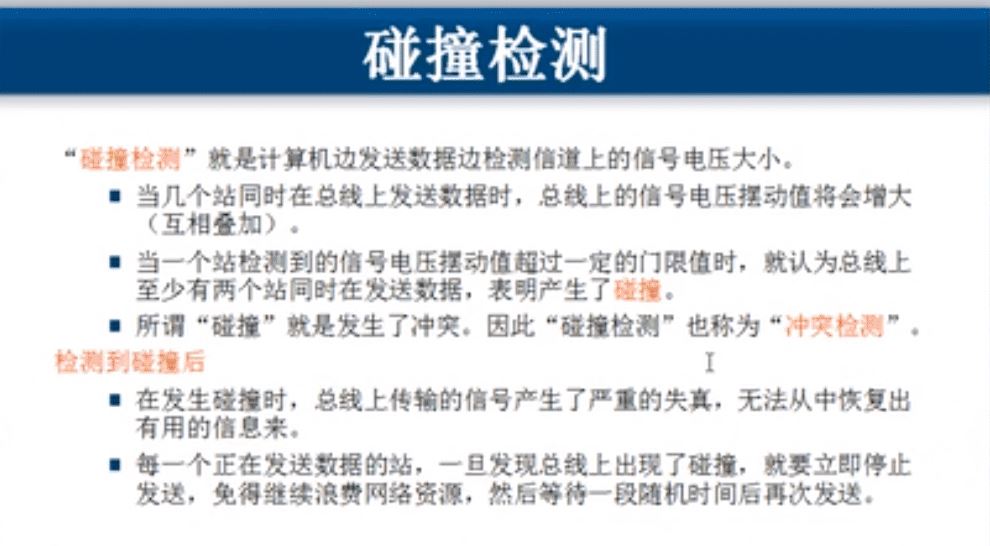 碰撞检测
“碰撞检测”就是计算机边发送数据边检测信道上的信号电压大小。
当几个站同时在总线上发送数据时，总线上的信号电压摆动值将会增大
（互相叠加）。
当一个站检测到的信号电压摆动值超过一定的门限值时，就认为总线上
至少有两个站同时在发送数据，表明产生了碰撞。
所谓“碰撞”就是发生了冲突。因此“碰撞检测”也称为“冲突检测”。
检测到碰撞后
在发生碰撞时，总线上传输的信号产生了严重的失真，无法从中恢复出
有用的信息来。
每一个正在发送数据的站，一旦发现总线上出现了碰撞，就要立即停止
发送，免得继续浪费网络资源，然后等待一段随机时间后再次发送。